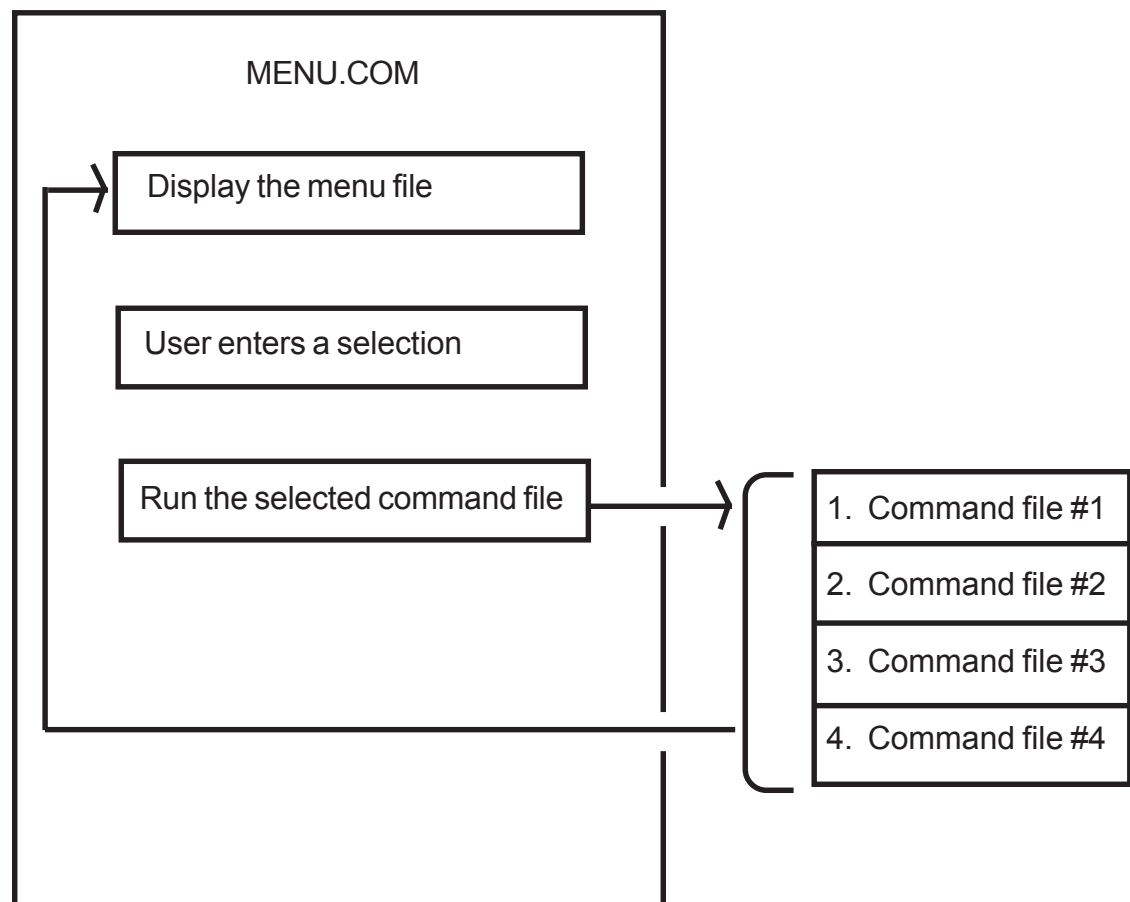 MENU.COM
Display the menu file
User enters a selection
Run the selected command file
1. Command file #1
2. Command file #2
3. Command file #3
4. Command file #4